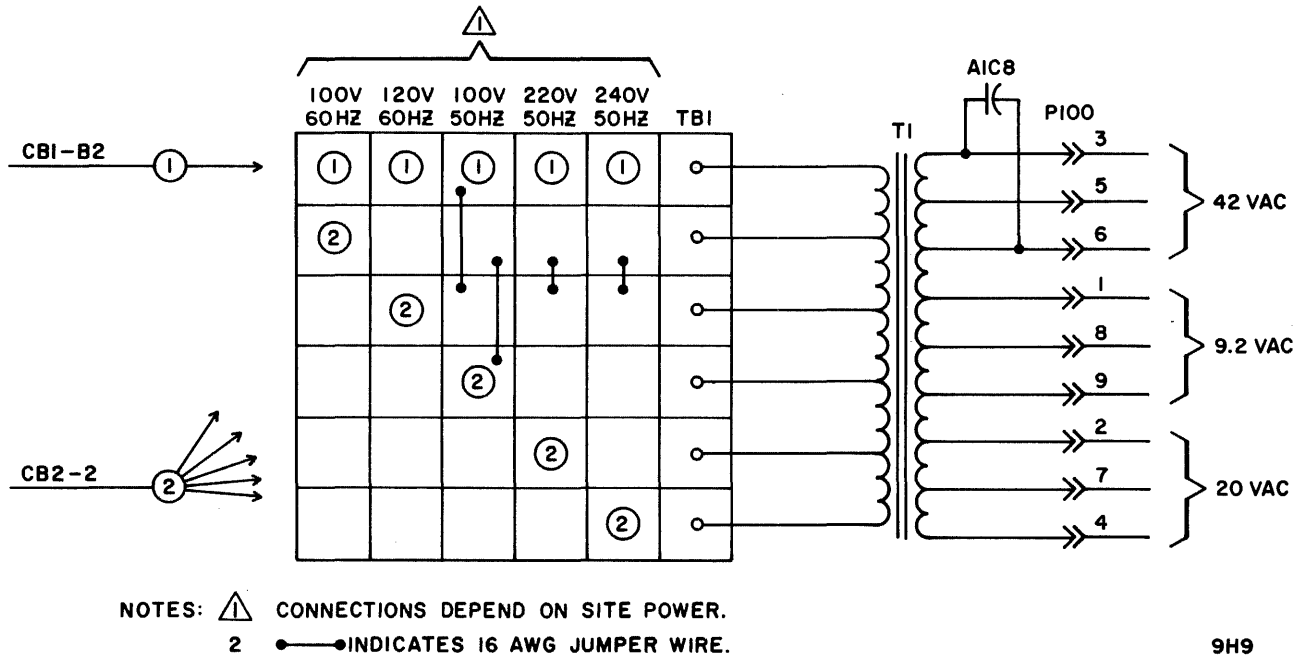 1
100V 120V 100V 220V 240V
60HZ 60HZ 50HZ 50HZ 50HZ TB1
CB1-B2 1
1 1 1 1 1
2
2
2
2
2
CB2-2 2
T1
A1C8
P100
3
5
6
42 VAC
1
8
9
9.2 VAC
2
7
4
20 VAC
NOTES: 1 CONNECTIONS DEPEND ON SITE POWER.
2 INDICATES 16 AWG JUMPER WIRE.
9H9